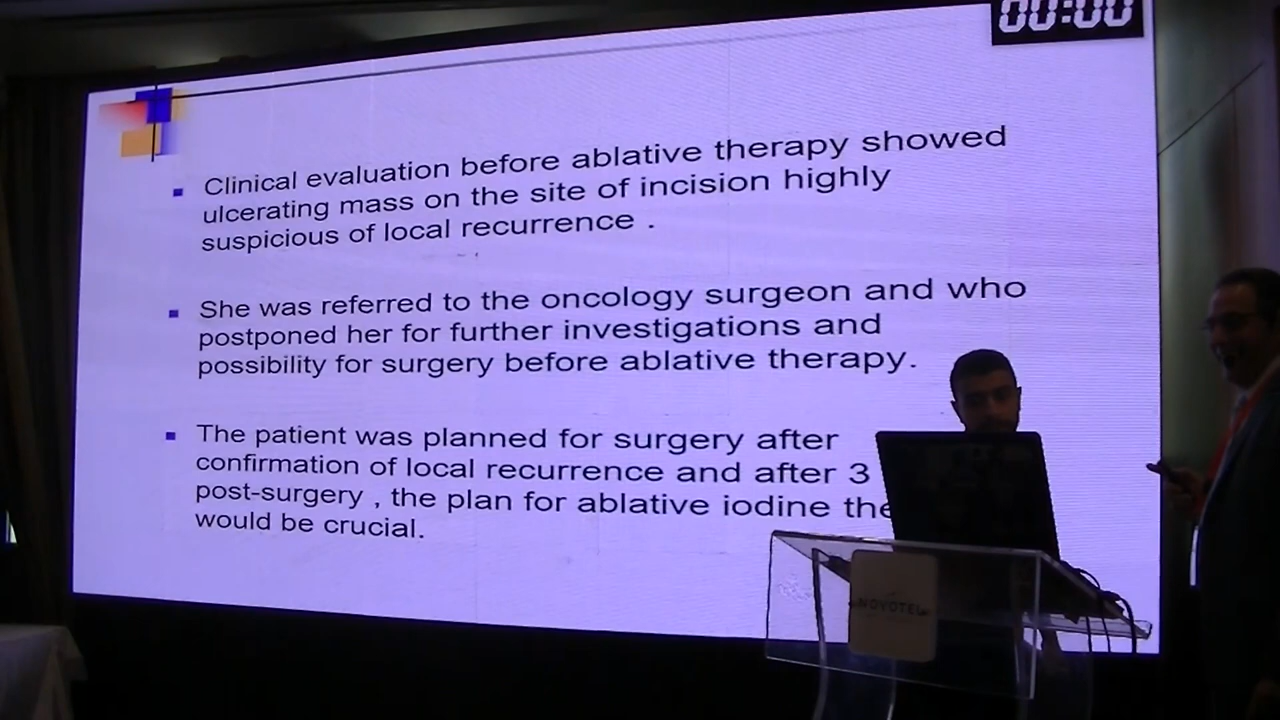 00:00
Clinical evaluation before ablative therapy showed
ulcerating mass on the site of incision highly
suspicious of local recurrence .
She was referred to the oncology surgeon and who
postponed her for further investigations and
possibility for surgery before ablative therapy.
The patient was planned for surgery after
confirmation of local recurrence and after 3
post-surgery , the plan for ablative iodine the
would be crucial.
NOVOTEL